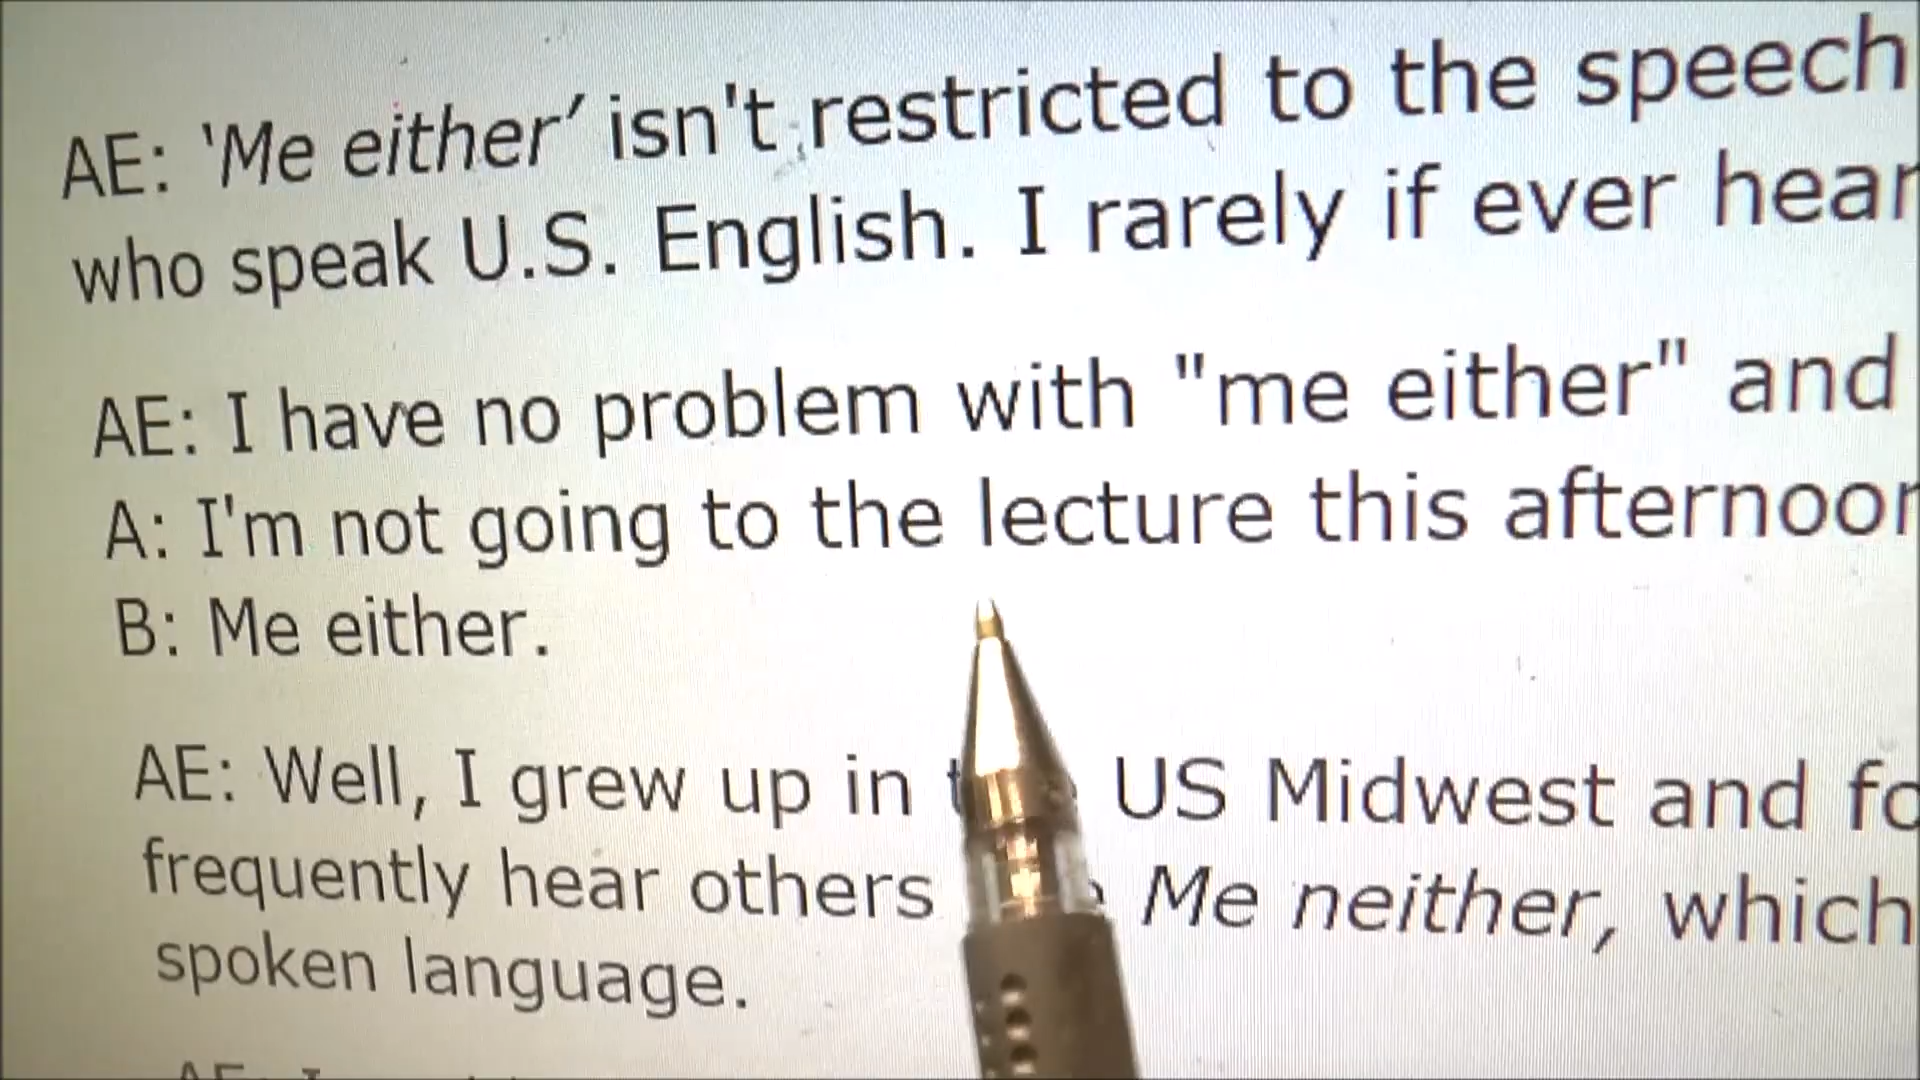 AE: 'Me either' isn't restricted to the speech
who speak U.S. English. I rarely if ever hear
AE: I have no problem with "me either" and
A: I'm not going to the lecture this afternoon
B: Me either.
AE: Well, I grew up in US Midwest and
frequently hear others Me neither, which
spoken language.